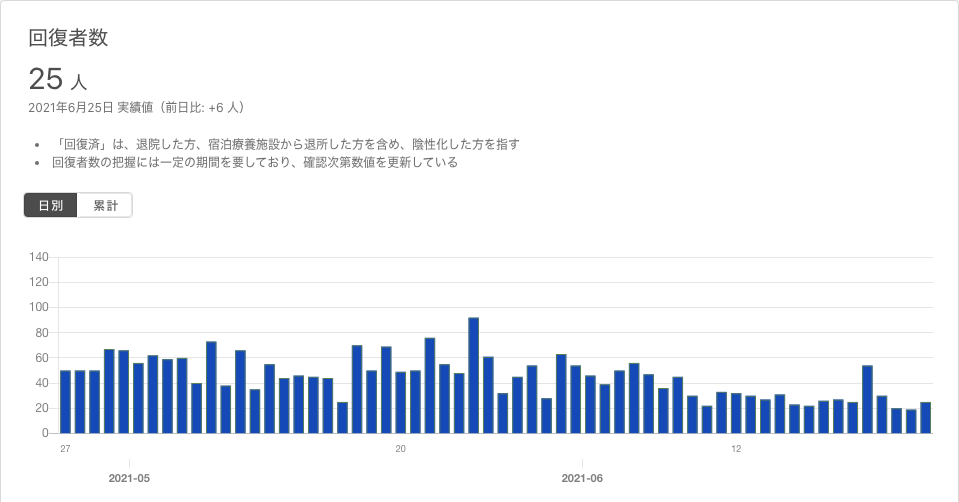 回復者数
25 人
2021年6月25日 実績値（前日比: +6 人）
• 「回復済」は、退院した方、宿泊療養施設から退所した方を含め、陰性化した方を指す
• 回復者数の把握には一定の期間を要しており、確認次第数値を更新している
日別 累計
140
120
100
80
60
40
20
0
27 20 12
2021-05 2021-06